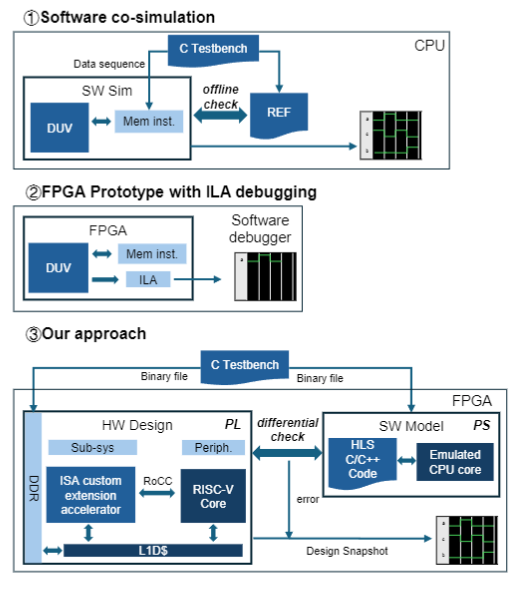 ①Software co-simulation
C Testbench
CPU
Data sequence
SW Sim
offline
check
REF
DUV
Mem inst.
②FPGA Prototype with ILA debugging
FPGA
Software
debugger
DUV
Mem inst.
ILA
③Our approach
C Testbench
Binary file
Binary file
FPGA
HW Design
PL
differential
check
SW Model
PS
Sub-sys
Periph.
HLS
C/C++
Code
Emulated
CPU core
DDR
ISA custom
extension
accelerator
RoCC
RISC-V
Core
error
L1D$
Design Snapshot